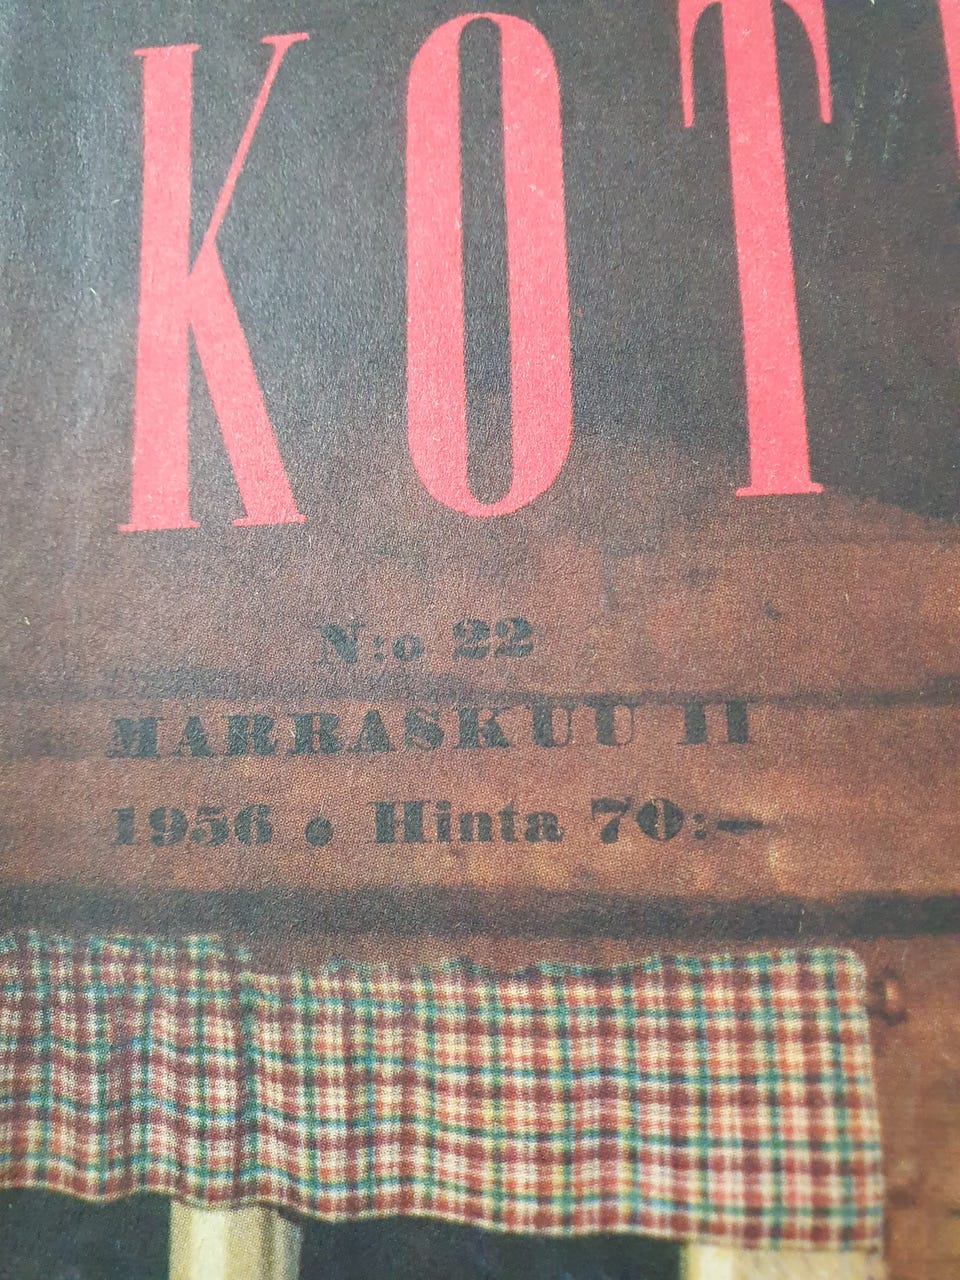 KOT
N:o 22
MARRASKUU II
1956 • Hinta 70:–